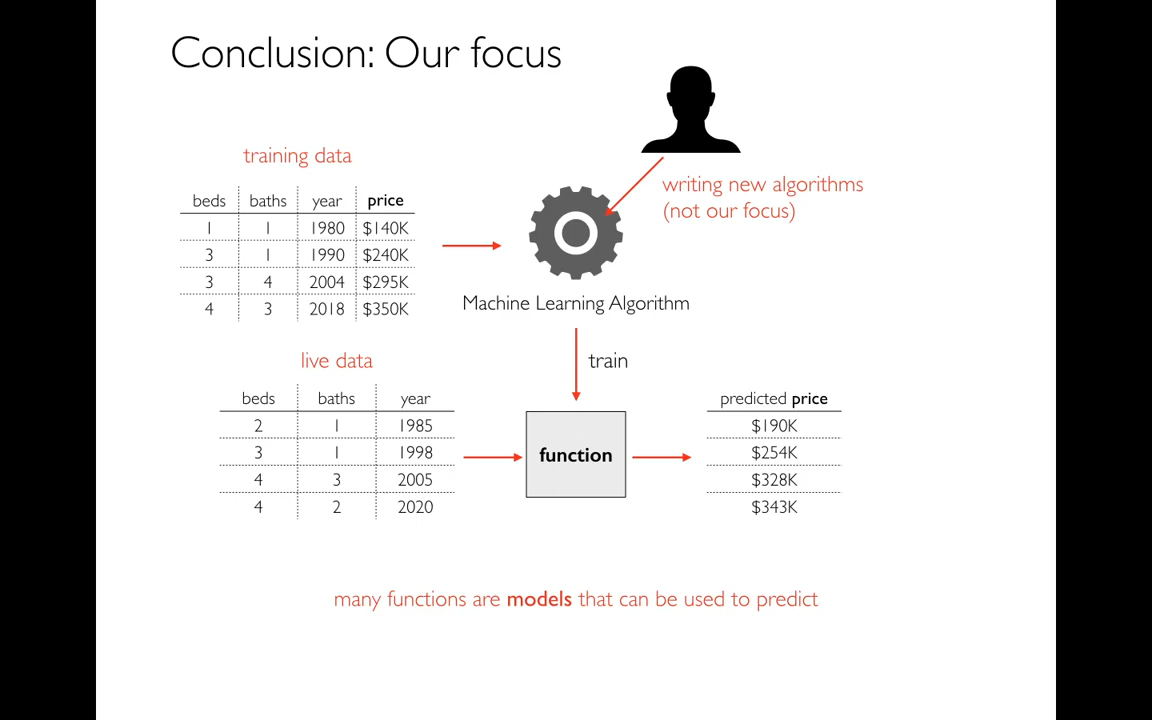 Conclusion: Our focus
training data
beds baths year price
1 1 1980 $140K
3 1 1990 $240K
3 4 2004 $295K
4 3 2018 $350K
writing new algorithms
(not our focus)
Machine Learning Algorithm
train
live data
beds baths year
2 1 1985
3 1 1998
4 3 2005
4 2 2020
function
predicted price
$190K
$254K
$328K
$343K
many functions are models that can be used to predict